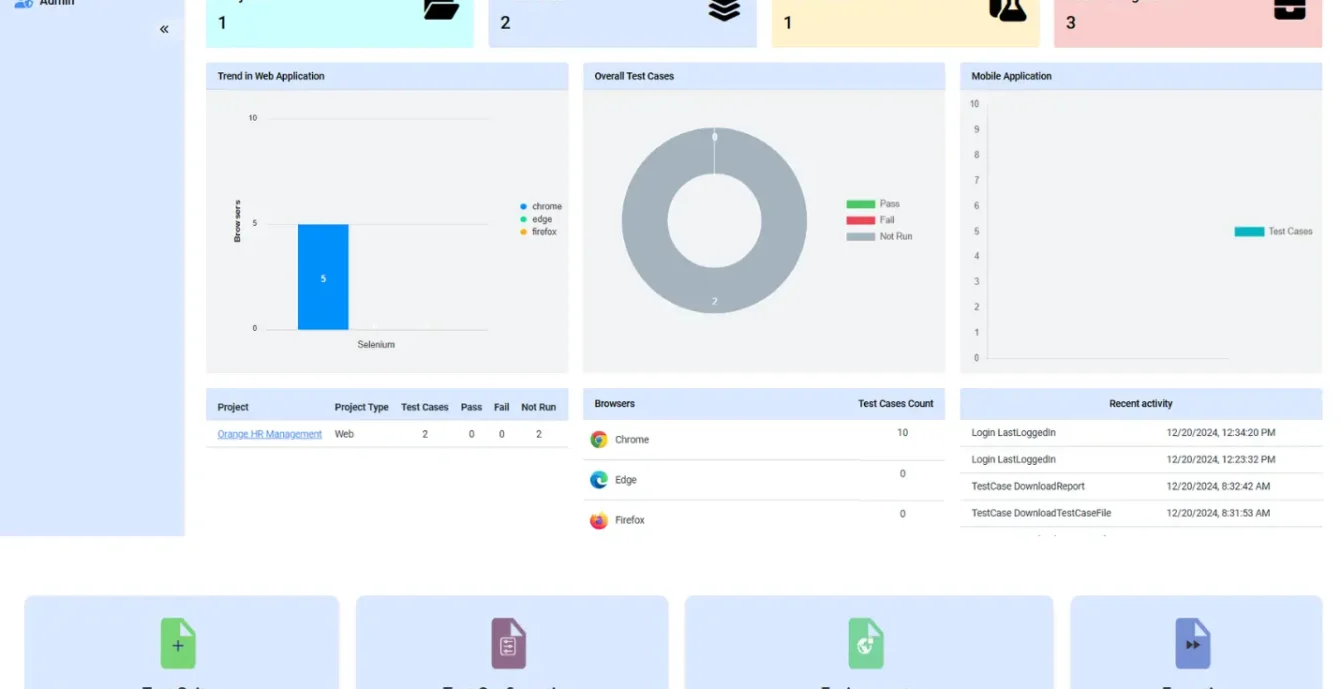 Admin
«
1
2
1
3
Trend in Web Application
Overall Test Cases
Mobile Application
10
5
0
Browsers
5
Selenium
chrome
edge
firefox
0
2
Pass
Fail
Not Run
10
9
8
7
6
5
4
3
2
1
0
Test Cases
Project Project Type Test Cases Pass Fail Not Run
Orange HR Management Web 2 0 0 2
Browsers Test Cases Count
Chrome 10
Edge 0
Firefox 0
Recent activity
Login LastLoggedIn 12/20/2024, 12:34:20 PM
Login LastLoggedIn 12/20/2024, 12:23:32 PM
TestCase DownloadReport 12/20/2024, 8:32:42 AM
TestCase DownloadTestCaseFile 12/20/2024, 8:31:53 AM